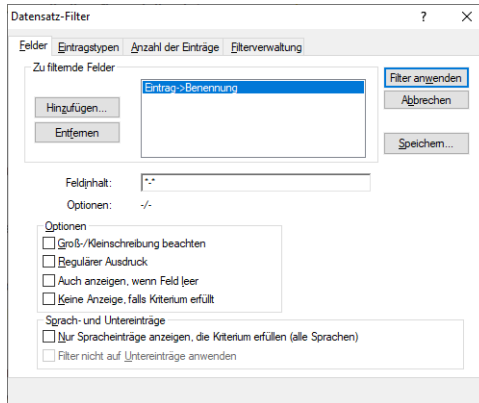 Datensatz-Filter
?
Felder Eintragstypen Anzahl der Einträge Filterverwaltung
Zu filternde Felder
Eintrag->Benennung
Filter anwenden
Abbrechen
Hinzufügen...
Entfernen
Speichern...
Feldinhalt: *-*
Optionen: -/-
Optionen
Groß-/Kleinschreibung beachten
Regulärer Ausdruck
Auch anzeigen, wenn Feld leer
Keine Anzeige, falls Kriterium erfüllt
Sprach- und Untereinträge
Nur Spracheinträge anzeigen, die Kriterium erfüllen (alle Sprachen)
Filter nicht auf Untereinträge anwenden